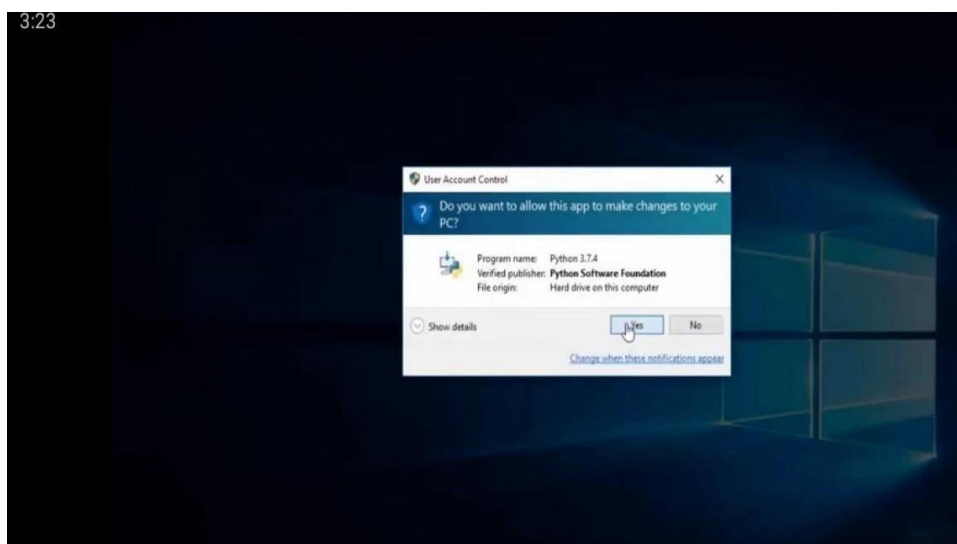 3:23
User Account Control
Do you want to allow this app to make changes to your
PC?
Program name: Python 3.7.4
Verified publisher: Python Software Foundation
File origin: Hard drive on this computer
Show details
Yes
No
Change when these notifications appear